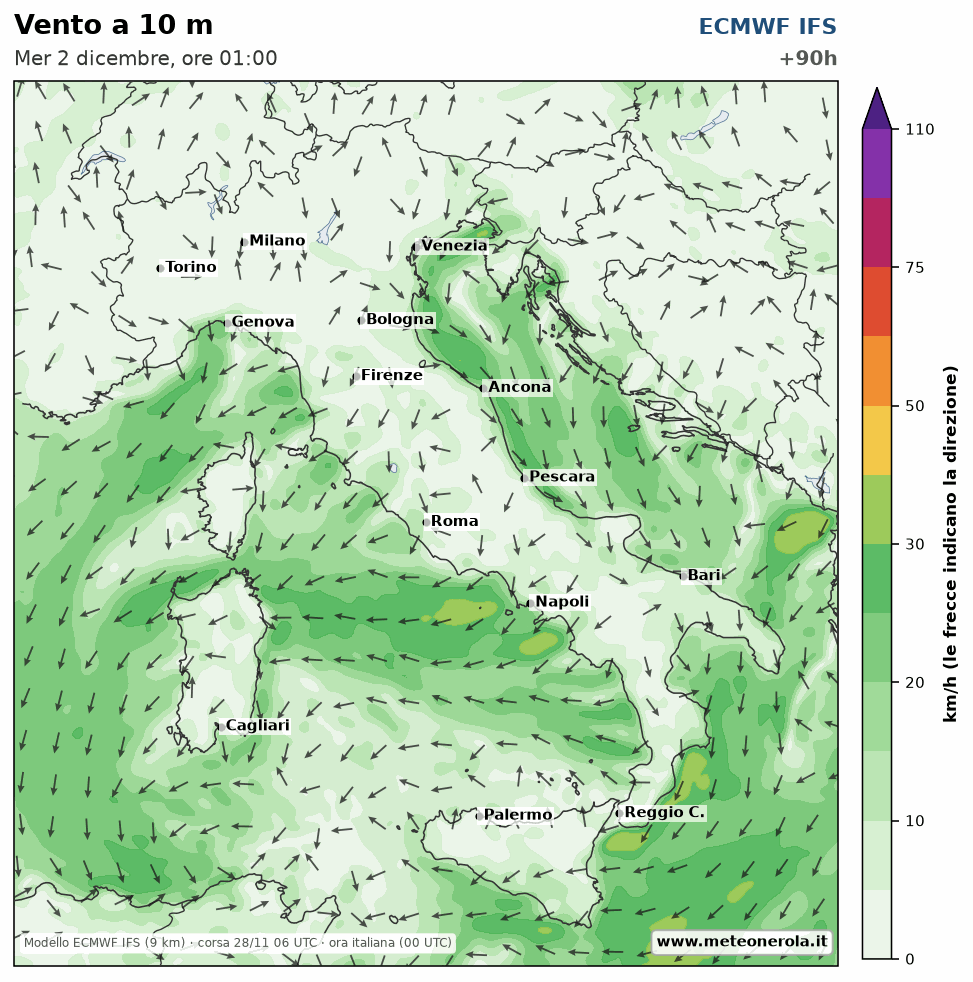 Vento a 10 m
ECMWF IFS
Mer 2 dicembre, ore 01:00
+90h
Milano
Venezia
Torino
Genova
Bologna
Firenze
Ancona
Pescara
Roma
Bari
Napoli
Cagliari
Palermo
Reggio C.
110
75
50
30
20
10
0
km/h (le frecce indicano la direzione)
Modello ECMWF IFS (9 km) · corsa 28/11 06 UTC · ora italiana (00 UTC)
www.meteonerola.it